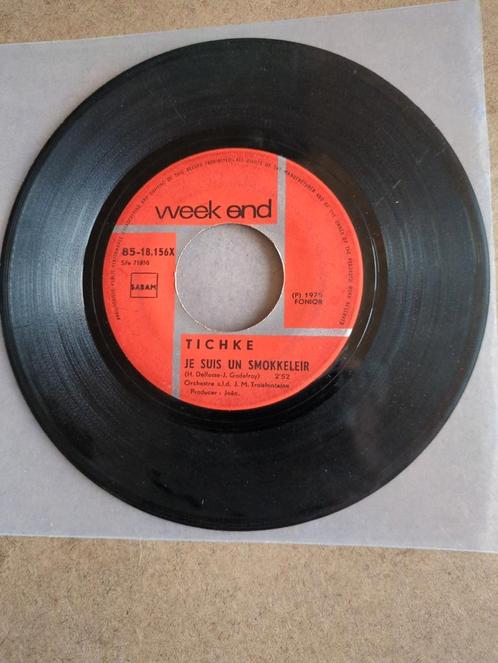 week end
85-18.156X
Sfe 71816
SABAM
(P) 1975
FONIOR
TICHKE
JE SUIS UN SMOKKELEIR
(H. Delfosse-J. Godefroy) 2'52
Orchestre s.l.d. J. M. Troisfontaine
Producer : Joào.